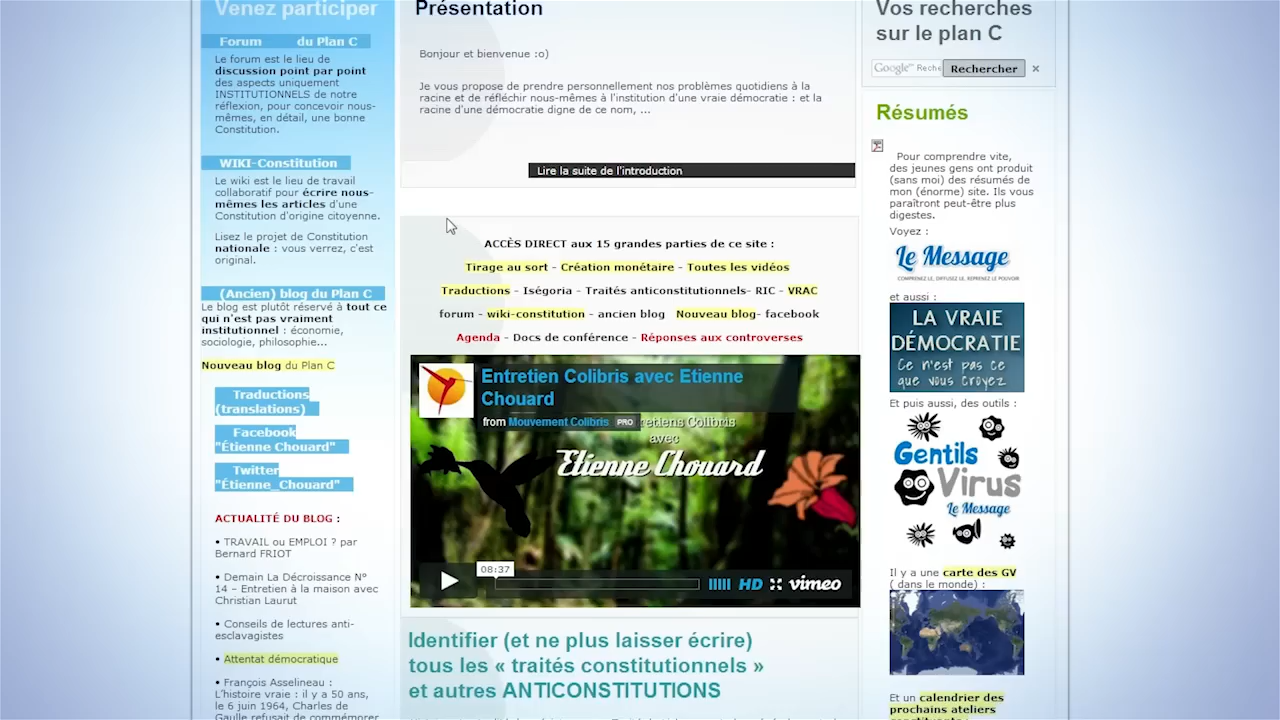 Venez participer
Forum du Plan C
Le forum est le lieu de
discussion point par point
des aspects uniquement
INSTITUTIONNELS de notre
réflexion, pour concevoir nous-
mêmes, en détail, une bonne
Constitution.
WIKI-Constitution
Le wiki est le lieu de travail
collaboratif pour écrire nous-
mêmes les articles d'une
Constitution d'origine citoyenne.
Lisez le projet de Constitution
nationale : vous verrez, c'est
original.
(Ancien) blog du Plan C
Le blog est plutôt réservé à tout ce
qui n'est pas vraiment
institutionnel : économie,
sociologie, philosophie...
Nouveau blog du Plan C
Traductions
(translations)
Facebook
"Étienne Chouard"
Twitter
"Étienne_Chouard"
ACTUALITÉ DU BLOG :
• TRAVAIL ou EMPLOI ? par
Bernard FRIOT
• Demain La Décroissance N°
14 – Entretien à la maison avec
Christian Laurut
• Conseils de lectures anti-
esclavagistes
• Attentat démocratique
• François Asselineau :
L'histoire vraie : il y a 50 ans,
le 6 juin 1964, Charles de
Gaulle refusait de commémorer
Présentation
Bonjour et bienvenue :o)
Je vous propose de prendre personnellement nos problèmes quotidiens à la
racine et de réfléchir nous-mêmes à l'institution d'une vraie démocratie : et la
racine d'une démocratie digne de ce nom, ...
Lire la suite de l'introduction
ACCÈS DIRECT aux 15 grandes parties de ce site :
Tirage au sort - Création monétaire - Toutes les vidéos
Traductions - Iségoria - Traités anticonstitutionnels- RIC - VRAC
forum - wiki-constitution - ancien blog Nouveau blog- facebook
Agenda - Docs de conférence - Réponses aux controverses
Entretien Colibris avec Etienne
Chouard
from Mouvement Colibris PRO
etiens Colibris
avec
Etienne Chouard
08:37
HD vimeo
Identifier (et ne plus laisser écrire)
tous les « traités constitutionnels »
et autres ANTICONSTITUTIONS
Vos recherches
sur le plan C
Google™ Reche Rechercher ×
Résumés
Pour comprendre vite,
des jeunes gens ont produit
(sans moi) des résumés de
mon (énorme) site. Ils vous
paraîtront peut-être plus
digestes.
Voyez :
Le Message
COMPRENEZ LE, DIFFUSEZ LE, REPRENEZ LE POUVOIR
et aussi :
LA VRAIE
DÉMOCRATIE
Ce n'est pas ce
que vous croyez
Et puis aussi, des outils :
Gentils
Virus
Le Message
Il y a une carte des GV
( dans le monde) :
Et un calendrier des
prochains ateliers
constituants :